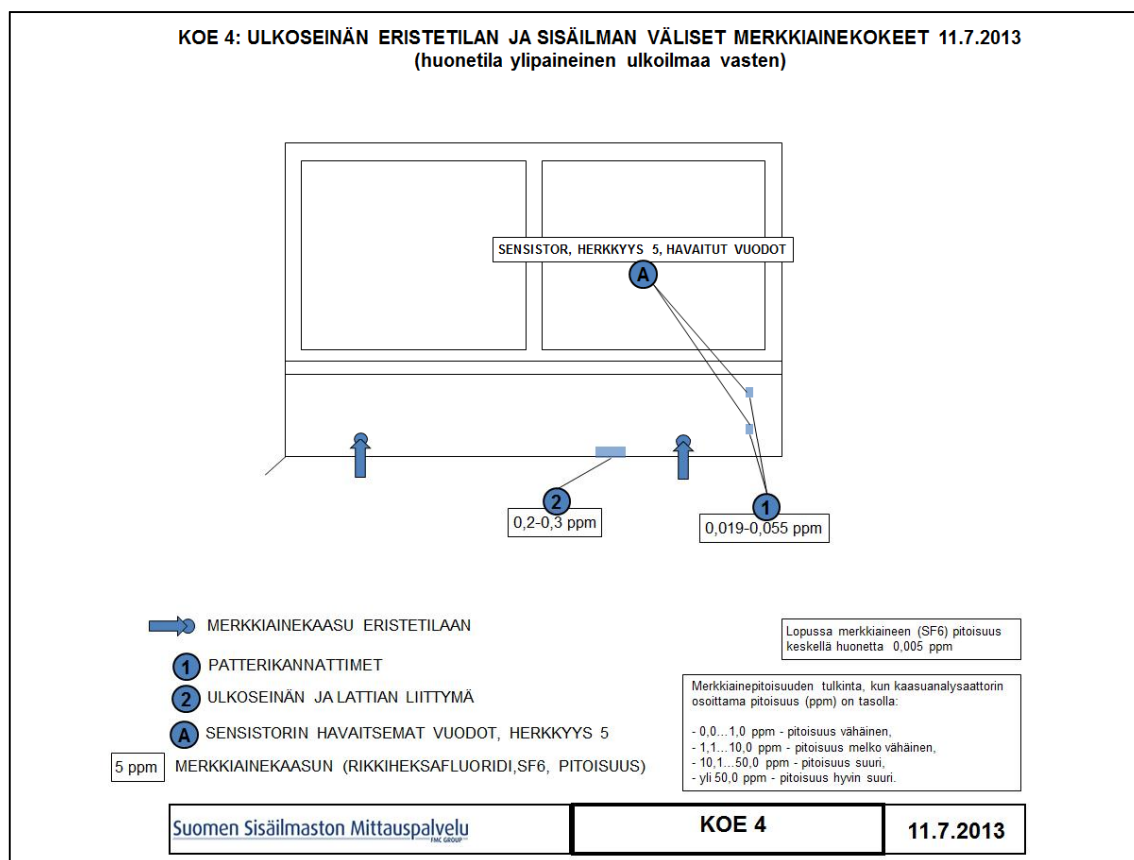 KOE 4: ULKOSEINÄN ERISTETILAN JA SISÄILMAN VÄLISET MERKKIAINEKOKEET 11.7.2013
(huonetila ylipaineinen ulkoilmaa vasten)
SENSISTOR, HERKKYYS 5, HAVAITUT VUODOT
A
2
0,2-0,3 ppm
1
0,019-0,055 ppm
MERKKIAINEKAASU ERISTETILAAN
1 PATTERIKANNATTIMET
2 ULKOSEINÄN JA LATTIAN LIITTYMÄ
A SENSISTORIN HAVAITSEMAT VUODOT, HERKKYYS 5
5 ppm MERKKIAINEKAASUN (RIKKIHEKSAFLUORIDI,SF6, PITOISUUS)
Lopussa merkkiaineen (SF6) pitoisuus
keskellä huonetta 0,005 ppm
Merkkiainepitoisuuden tulkinta, kun kaasuanalysaattorin
osoittama pitoisuus (ppm) on tasolla:
- 0,0...1,0 ppm - pitoisuus vähäinen,
- 1,1...10,0 ppm - pitoisuus melko vähäinen,
- 10,1...50,0 ppm - pitoisuus suuri,
- yli 50,0 ppm - pitoisuus hyvin suuri.
Suomen Sisäilmaston Mittauspalvelu
FMC GROUP
KOE 4
11.7.2013